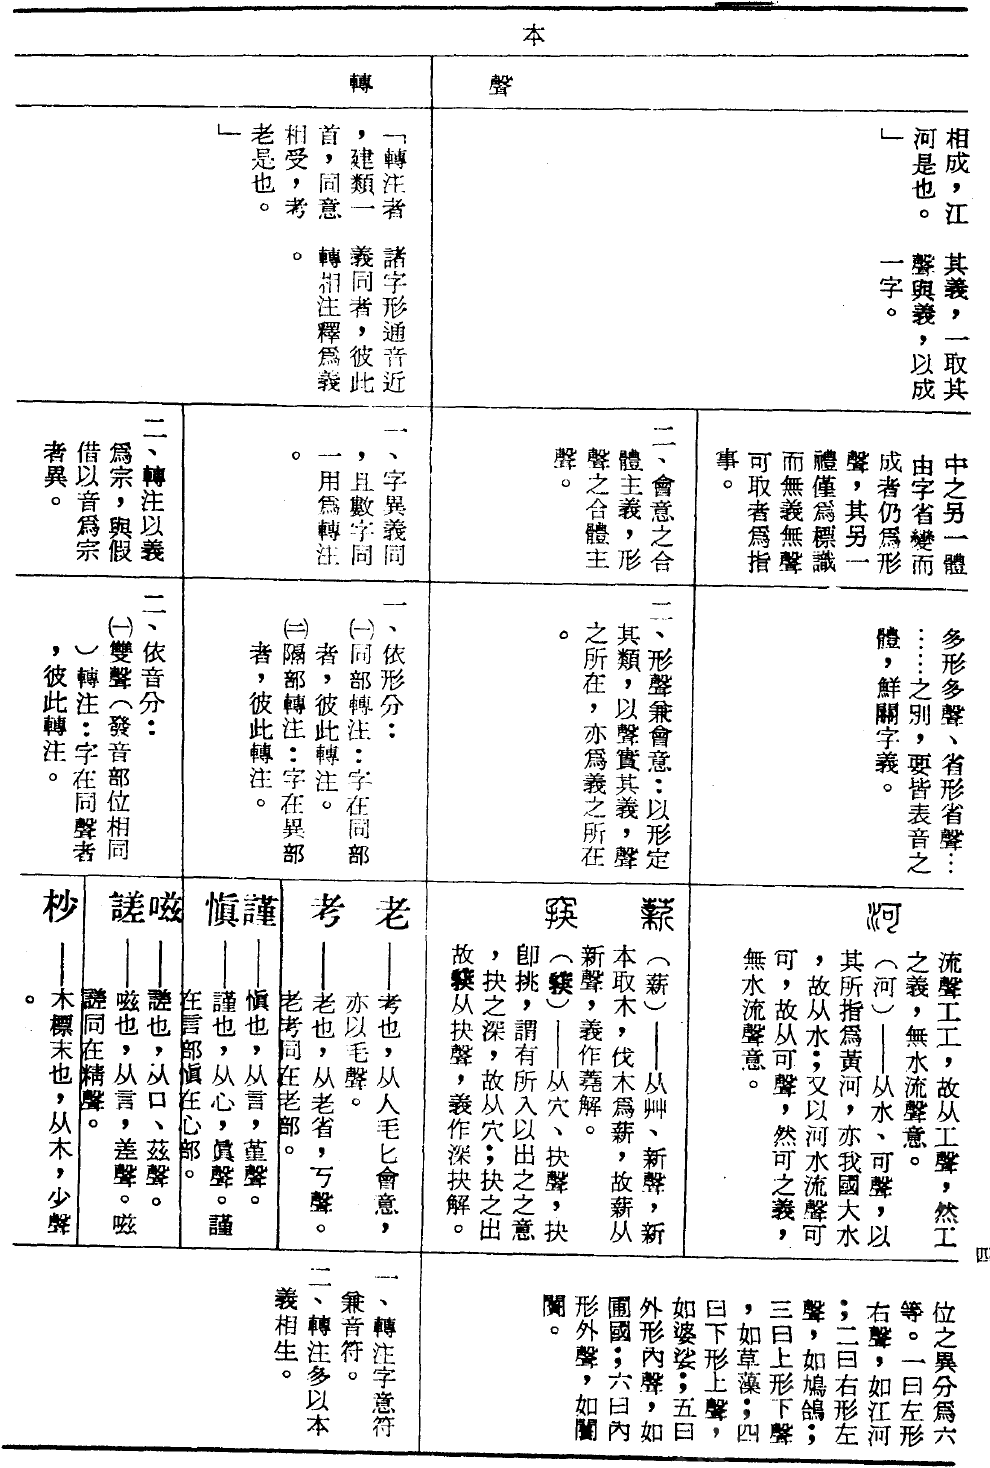 本
聲
相成，江
河是也。
」
其義，一取其
聲與義，以成
一字。
中之另一體
由字省變而
成者仍爲形
聲，其另一
禮僅爲標識
而無義無聲
可取者爲指
事。
二、會意之合
體主義，形
聲之合體主
聲。
多形多聲、省形省聲…
……之別，要皆表音之
體，鮮關字義。
二、形聲兼會意：以形定
其類，以聲實其義，聲
之所在，亦爲義之所在
。
流聲工工，故从工聲，然工
之義，無水流聲意。
河
（河）——从水、可聲，以
其所指爲黃河，亦我國大水
，故从水；又以河水流聲可
可，故从可聲，然可之義，
無水流聲意。
薪
（薪）——从艸、新聲，新
本取木，伐木爲薪，故薪从
新聲，義作蕘解。
（䆕）——从穴、抉聲，抉
卽挑，謂有所入以出之之意
，抉之深，故从穴；抉之出
故䆕从抉聲，義作深抉解。
位之異分爲六
等。一曰左形
右聲，如江河
；二曰右形左
聲，如鳩鴿；
三曰上形下聲
，如草藻；四
曰下形上聲，
如婆娑；五曰
外形內聲，如
圃國；六曰內
形外聲，如闤
闠。
轉
「轉注者
，建類一
首，同意
相受，考
老是也。
」
諸字形通音近
義同者，彼此
轉相注釋爲義
。
一、字異義同
，且數字同
一用爲轉注
。
二、轉注以義
爲宗，與假
借以音爲宗
者異。
一、依形分：
㈠同部轉注：字在同部
者，彼此轉注。
㈡隔部轉注：字在異部
者，彼此轉注。
二、依音分：
㈠雙聲（發音部位相同
）轉注：字在同聲者
，彼此轉注。
老——考也，从人毛匕會意，
亦以毛聲。
考——老也，从老省，丂聲。
老考同在老部。
謹——愼也，从言，堇聲。
愼——謹也，从心，眞聲。謹
在言部愼在心部。
嗞——䜅也，从口、茲聲。
䜅——嗞也，从言，差聲。嗞
䜅同在精聲。
杪——木標末也，从木，少聲
。
一、轉注字意符
兼音符。
二、轉注多以本
義相生。
四